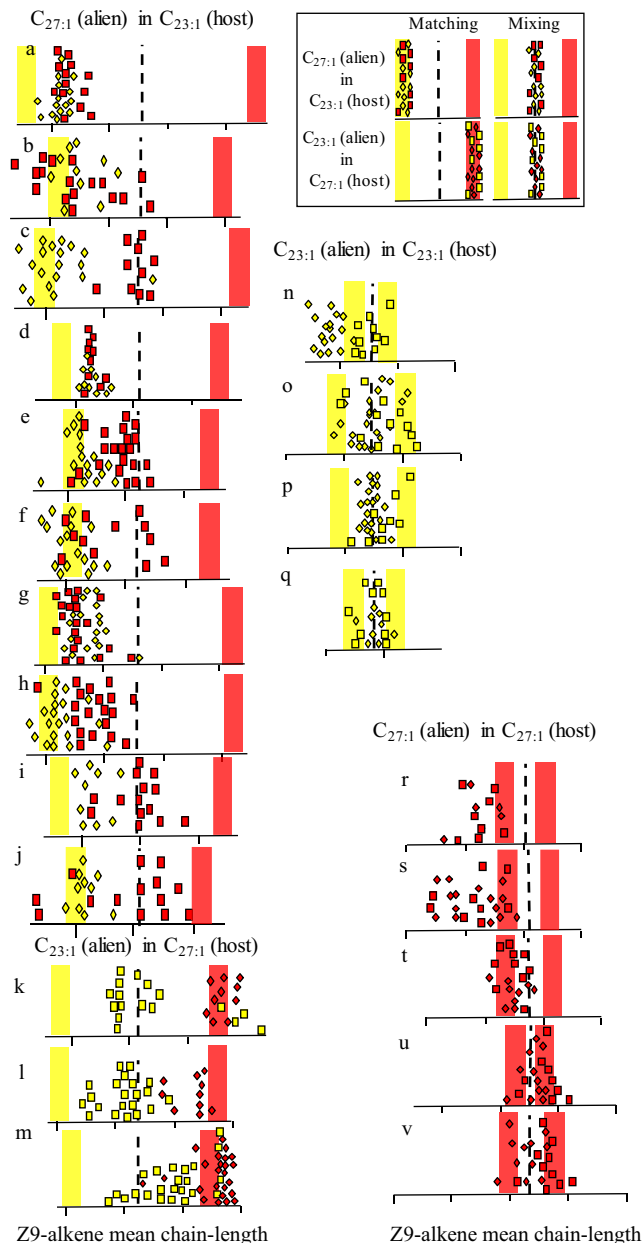 C₂₇:₁ (alien) in C₂₃:₁ (host)
a
b
c
d
e
f
g
h
i
j
C₂₃:₁ (alien) in C₂₇:₁ (host)
k
l
m
Z9-alkene mean chain-length
Matching Mixing
C₂₇:₁ (alien)
in
C₂₃:₁ (host)
C₂₃:₁ (alien)
in
C₂₇:₁ (host)
C₂₃:₁ (alien) in C₂₃:₁ (host)
n
o
p
q
C₂₇:₁ (alien) in C₂₇:₁ (host)
r
s
t
u
v
Z9-alkene mean chain-length